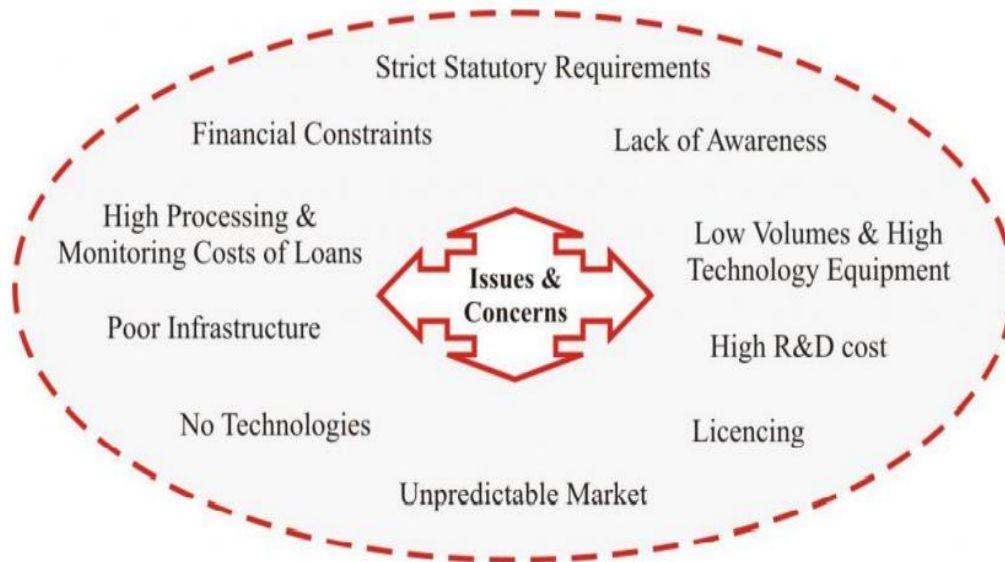 Strict Statutory Requirements
Financial Constraints
Lack of Awareness
High Processing &
Monitoring Costs of Loans
Low Volumes & High
Technology Equipment
Issues &
Concerns
Poor Infrastructure
High R&D cost
No Technologies
Licencing
Unpredictable Market